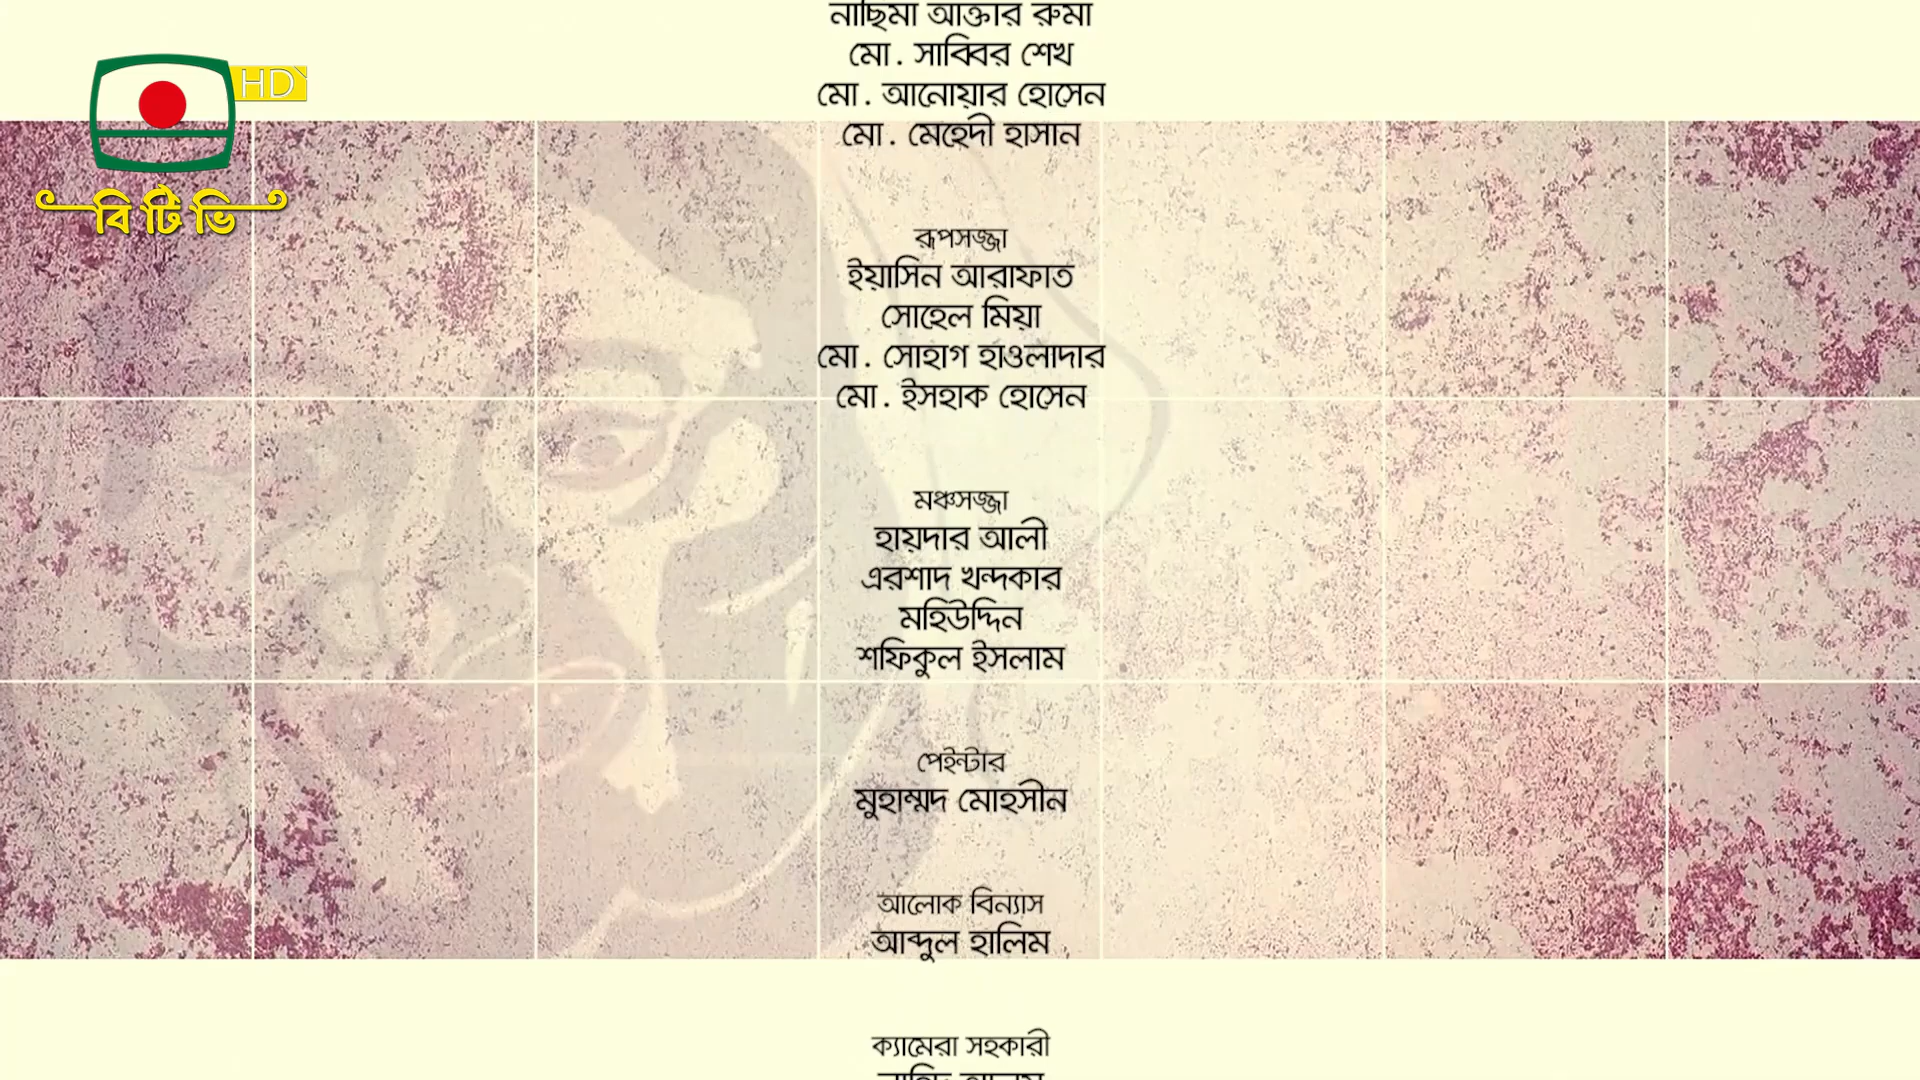 নাছিমা আক্তার রুমা
মো. সাব্বির শেখ
মো. আনোয়ার হোসেন
মো. মেহেদী হাসান
HD
বিটিভি
রূপসজ্জা
ইয়াসিন আরাফাত
সোহেল মিয়া
মো. সোহাগ হাওলাদার
মো. ইসহাক হোসেন
মঞ্চসজ্জা
হায়দার আলী
এরশাদ খন্দকার
মহিউদ্দিন
শফিকুল ইসলাম
পেইন্টার
মুহাম্মদ মোহসীন
আলোক বিন্যাস
আব্দুল হালিম
ক্যামেরা সহকারী